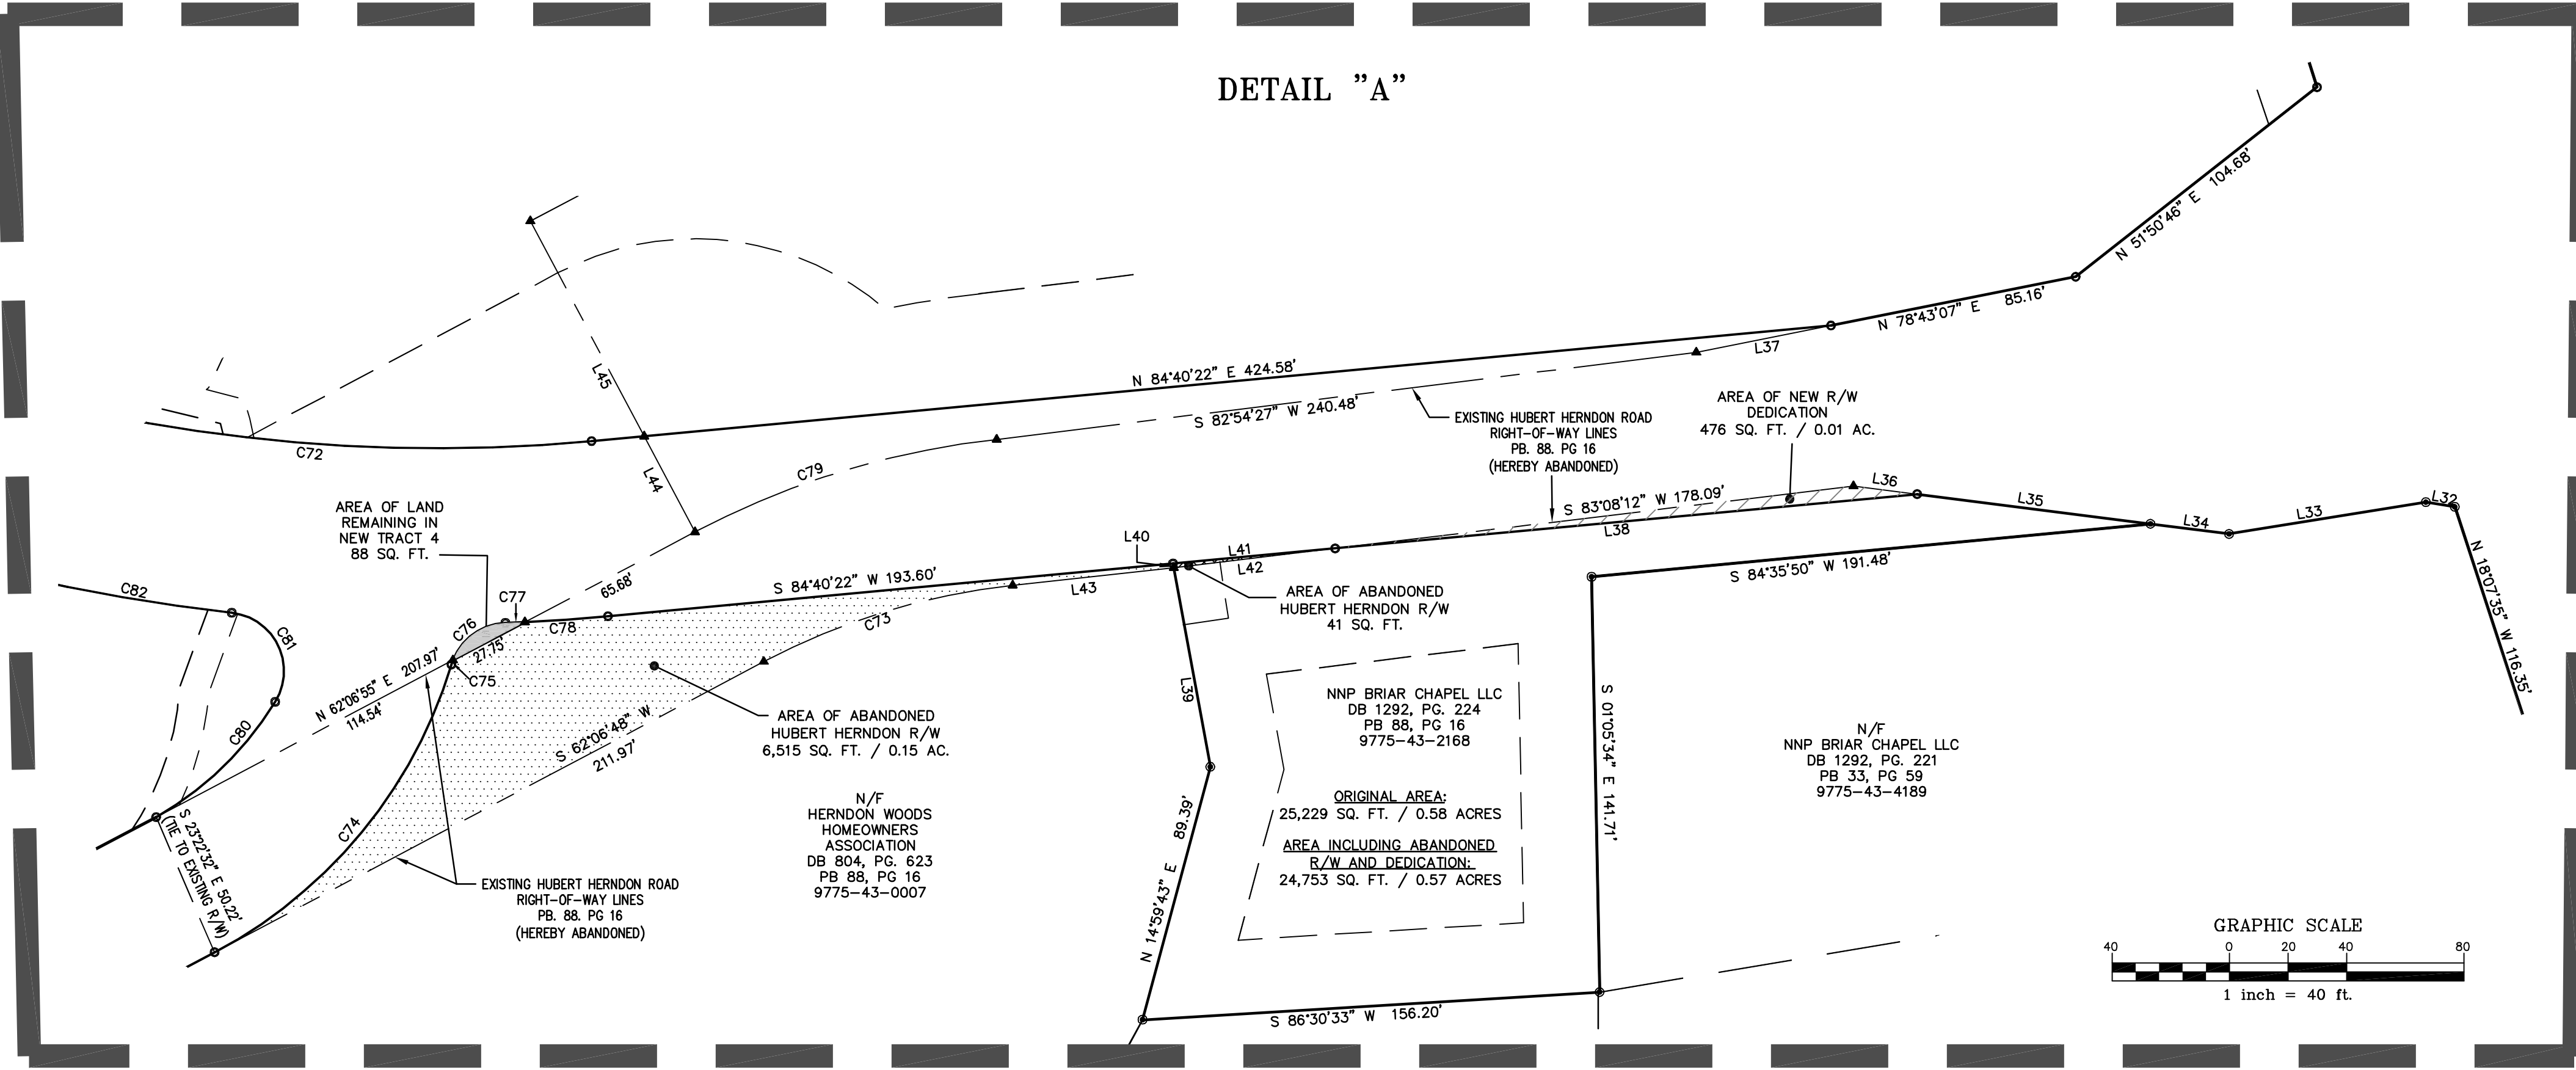 DETAIL "A"
N 51°50'46" E 104.68'
N 78°43'07" E 85.16'
L37
N 84°40'22" E 424.58'
S 82°54'27" W 240.48'
L45
L44
C72
C79
EXISTING HUBERT HERNDON ROAD
RIGHT-OF-WAY LINES
PB. 88. PG 16
(HEREBY ABANDONED)
AREA OF NEW R/W
DEDICATION
476 SQ. FT. / 0.01 AC.
L36
L35
L34
L33
L32
N 18°07'35" W 116.35'
S 83°08'12" W 178.09'
L38
S 84°35'50" W 191.48'
AREA OF LAND
REMAINING IN
NEW TRACT 4
88 SQ. FT.
L40
L41
L42
L43
S 84°40'22" W 193.60'
65.68'
C77
C76
C78
27.75'
C75
C73
AREA OF ABANDONED
HUBERT HERNDON R/W
41 SQ. FT.
C82
C81
C80
N 62°06'55" E 207.97'
114.54'
L39
S 62°06'48" W
211.97'
AREA OF ABANDONED
HUBERT HERNDON R/W
6,515 SQ. FT. / 0.15 AC.
NNP BRIAR CHAPEL LLC
DB 1292, PG. 224
PB 88, PG 16
9775-43-2168
ORIGINAL AREA:
25,229 SQ. FT. / 0.58 ACRES
AREA INCLUDING ABANDONED
R/W AND DEDICATION:
24,753 SQ. FT. / 0.57 ACRES
S 01°05'34" E 141.71'
N/F
NNP BRIAR CHAPEL LLC
DB 1292, PG. 221
PB 33, PG 59
9775-43-4189
C74
S 23°22'32" E 50.22'
(TIE TO EXISTING R/W)
N/F
HERNDON WOODS
HOMEOWNERS
ASSOCIATION
DB 804, PG. 623
PB 88, PG 16
9775-43-0007
EXISTING HUBERT HERNDON ROAD
RIGHT-OF-WAY LINES
PB. 88. PG 16
(HEREBY ABANDONED)
N 14°59'43" E 89.39'
S 86°30'33" W 156.20'
GRAPHIC SCALE
40 0 20 40 80
1 inch = 40 ft.